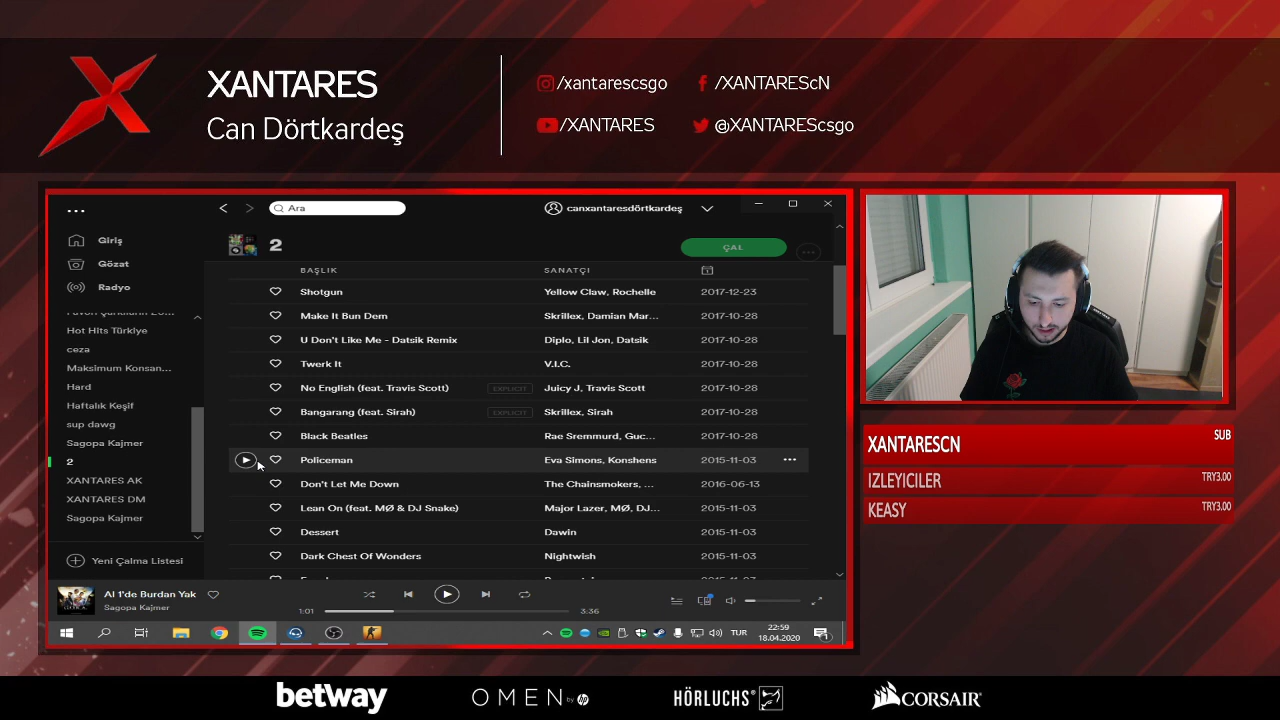 XANTARES
Can Dörtkardeş
/xantarescsgo
/XANTAREScN
/XANTARES
@XANTAREScsgo
Ara
canxantaresdörtkardeş
Giriş
Gözat
Radyo
Hot Hits Türkiye
ceza
Maksimum Konsan...
Hard
Haftalık Keşif
sup dawg
Sagopa Kajmer
2
XANTARES AK
XANTARES DM
Sagopa Kajmer
Yeni Çalma Listesi
2
ÇAL
BAŞLIK SANATÇI
Shotgun Yellow Claw, Rochelle 2017-12-23
Make It Bun Dem Skrillex, Damian Mar... 2017-10-28
U Don't Like Me - Datsik Remix Diplo, Lil Jon, Datsik 2017-10-28
Twerk It V.I.C. 2017-10-28
No English (feat. Travis Scott) EXPLICIT Juicy J, Travis Scott 2017-10-28
Bangarang (feat. Sirah) EXPLICIT Skrillex, Sirah 2017-10-28
Black Beatles Rae Sremmurd, Guc... 2017-10-28
Policeman Eva Simons, Konshens 2015-11-03
Don't Let Me Down The Chainsmokers, ... 2016-06-13
Lean On (feat. MØ & DJ Snake) Major Lazer, MØ, DJ... 2015-11-03
Dessert Dawin 2015-11-03
Dark Chest Of Wonders Nightwish 2015-11-03
Al 1'de Burdan Yak
Sagopa Kajmer
1:01 3:36
TUR
22:59
18.04.2020
XANTARESCN SUB
IZLEYICILER TRY3.00
KEASY TRY3.00
betway
OMEN by hp
HÖRLUCHS
CORSAIR